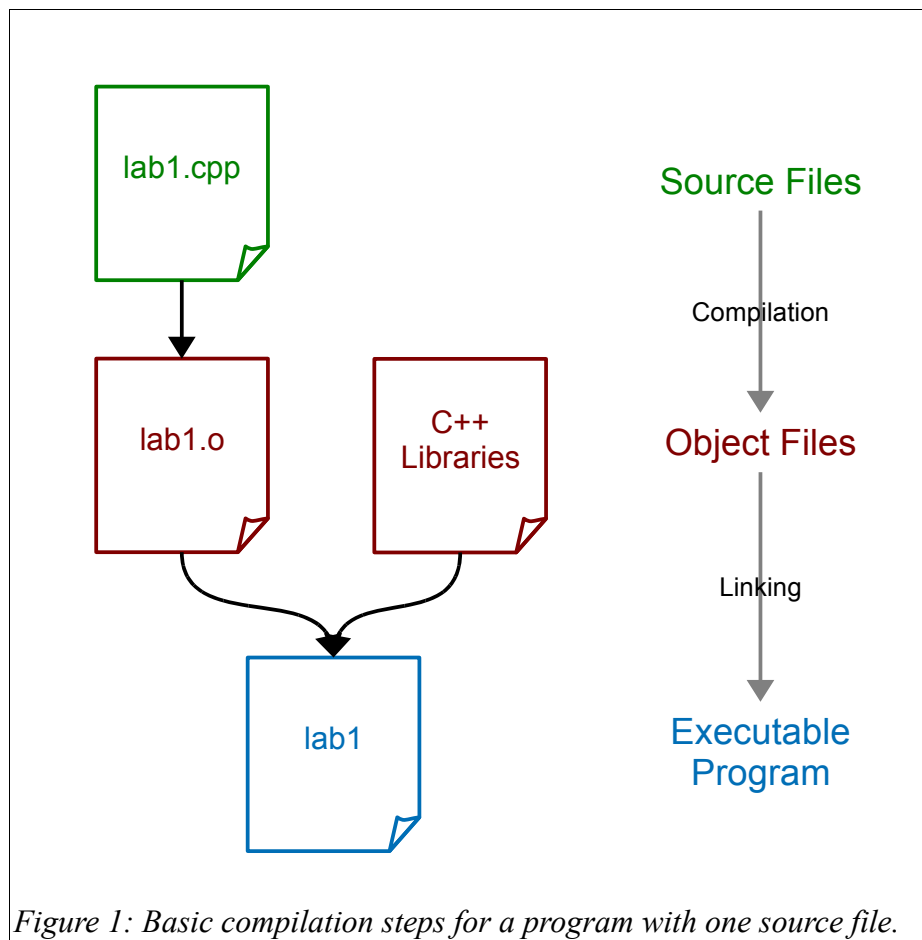 lab1.cpp
Source Files
Compilation
lab1.o
C++
Libraries
Object Files
Linking
lab1
Executable
Program
Figure 1: Basic compilation steps for a program with one source file.